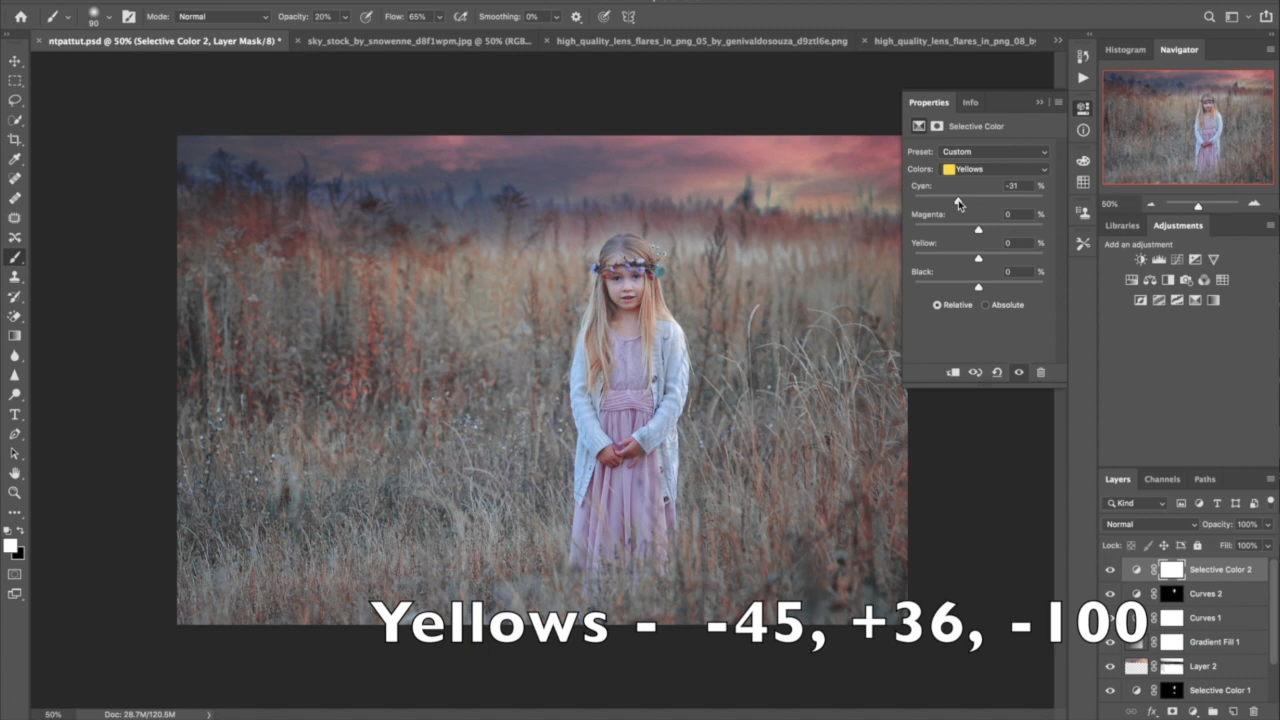 90 Mode: Normal Opacity: 20% Flow: 65% Smoothing: 0%
× ntpattut.psd @ 50% (Selective Color 2, Layer Mask/8) * × sky_stock_by_snowenne_d8f1wpm.jpg @ 50% (RGB... × high_quality_lens_flares_in_png_05_by_genivaldosouza_d9ztl6e.png × high_quality_lens_flares_in_png_08_b
Histogram Navigator
Properties Info
Selective Color
Preset: Custom
Colors: Yellows
Cyan: -31 %
Magenta: 0 %
Yellow: 0 %
Black: 0 %
Relative Absolute
50%
Libraries Adjustments
Add an adjustment
Layers Channels Paths
Kind
Normal Opacity: 100%
Lock: Fill: 100%
Selective Color 2
Curves 2
Curves 1
Gradient Fill 1
Layer 2
Selective Color 1
Yellows - -45, +36, -100
50% Doc: 28.7M/120.5M